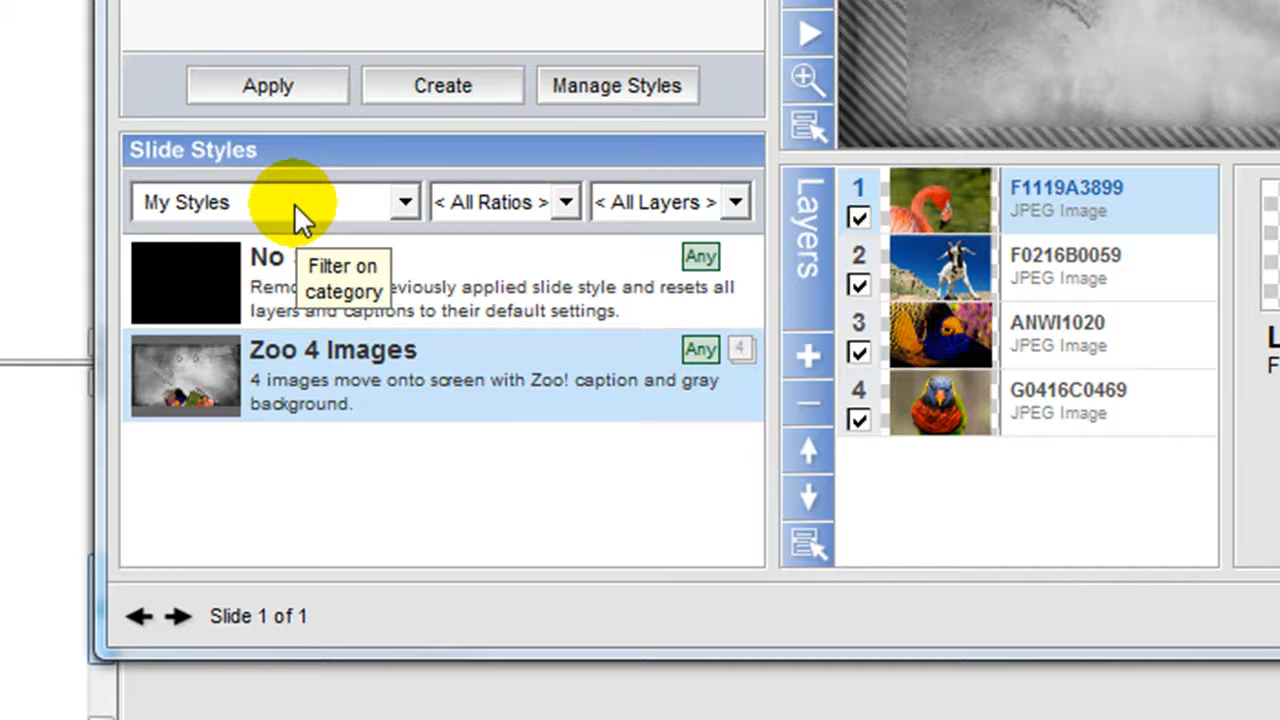 Apply
Create
Manage Styles
Slide Styles
My Styles
< All Ratios >
< All Layers >
No
Any
Filter on
category
Remo
eviously applied slide style and resets all
layers and captions to their default settings.
Zoo 4 Images
Any
4
4 images move onto screen with Zoo! caption and gray
background.
Slide 1 of 1
Layers
1
F1119A3899
JPEG Image
2
F0216B0059
JPEG Image
3
ANWI1020
JPEG Image
4
G0416C0469
JPEG Image